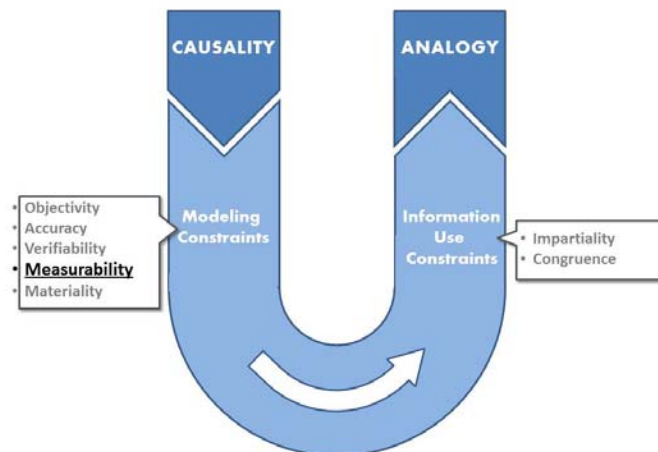 CAUSALITY
ANALOGY
Modeling
Constraints
Information
Use
Constraints
• Objectivity
• Accuracy
• Verifiability
• Measurability
• Materiality
• Impartiality
• Congruence